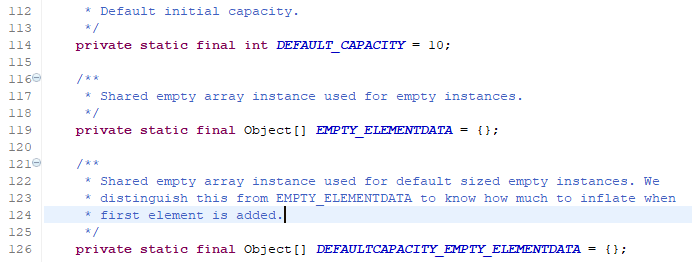 112 * Default initial capacity.
113 */
114 private static final int DEFAULT_CAPACITY = 10;
115
116 /**
117 * Shared empty array instance used for empty instances.
118 */
119 private static final Object[] EMPTY_ELEMENTDATA = {};
120
121 /**
122 * Shared empty array instance used for default sized empty instances. We
123 * distinguish this from EMPTY_ELEMENTDATA to know how much to inflate when
124 * first element is added.
125 */
126 private static final Object[] DEFAULTCAPACITY_EMPTY_ELEMENTDATA = {};